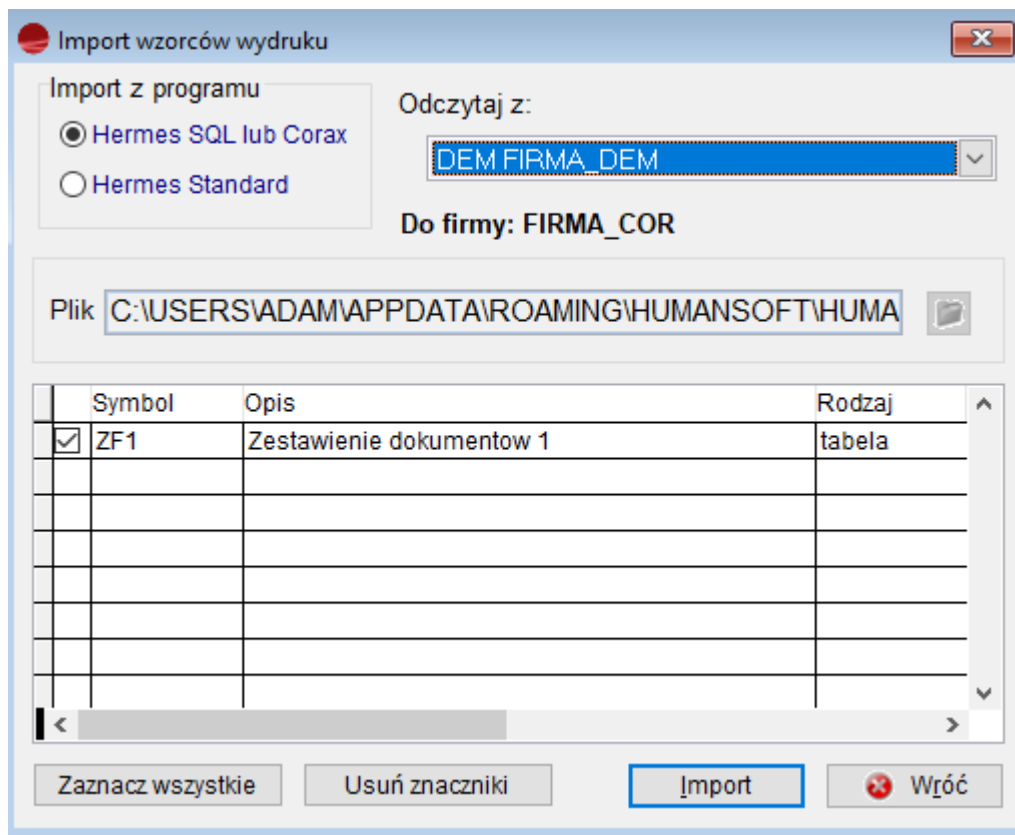 Import wzorców wydruku
Import z programu
Hermes SQL lub Corax
Hermes Standard
Odczytaj z:
DEM FIRMA_DEM
Do firmy: FIRMA_COR
Plik C:\USERS\ADAM\APPDATA\ROAMING\HUMANSOFT\HUMA
Symbol Opis Rodzaj
ZF1 Zestawienie dokumentow 1 tabela
Zaznacz wszystkie Usuń znaczniki Import Wróć